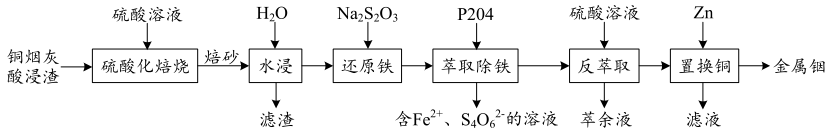 硫酸溶液 H₂O Na₂S₂O₃ P204 硫酸溶液 Zn
铜烟灰
酸浸渣
硫酸化焙烧 焙砂 水浸 还原铁 萃取除铁 反萃取 置换铟 金属铟
滤渣 含Fe²⁺、S₄O₆²⁻的溶液 萃余液 滤液